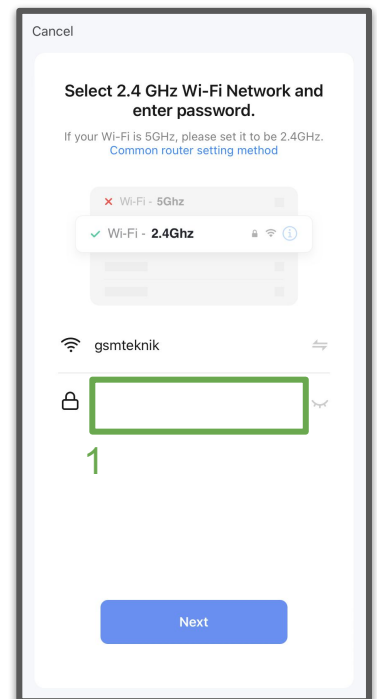 Cancel
Select 2.4 GHz Wi-Fi Network and
enter password.
If your Wi-Fi is 5GHz, please set it to be 2.4GHz.
Common router setting method
Wi-Fi - 5Ghz
Wi-Fi - 2.4Ghz
gsmteknik
1
Next